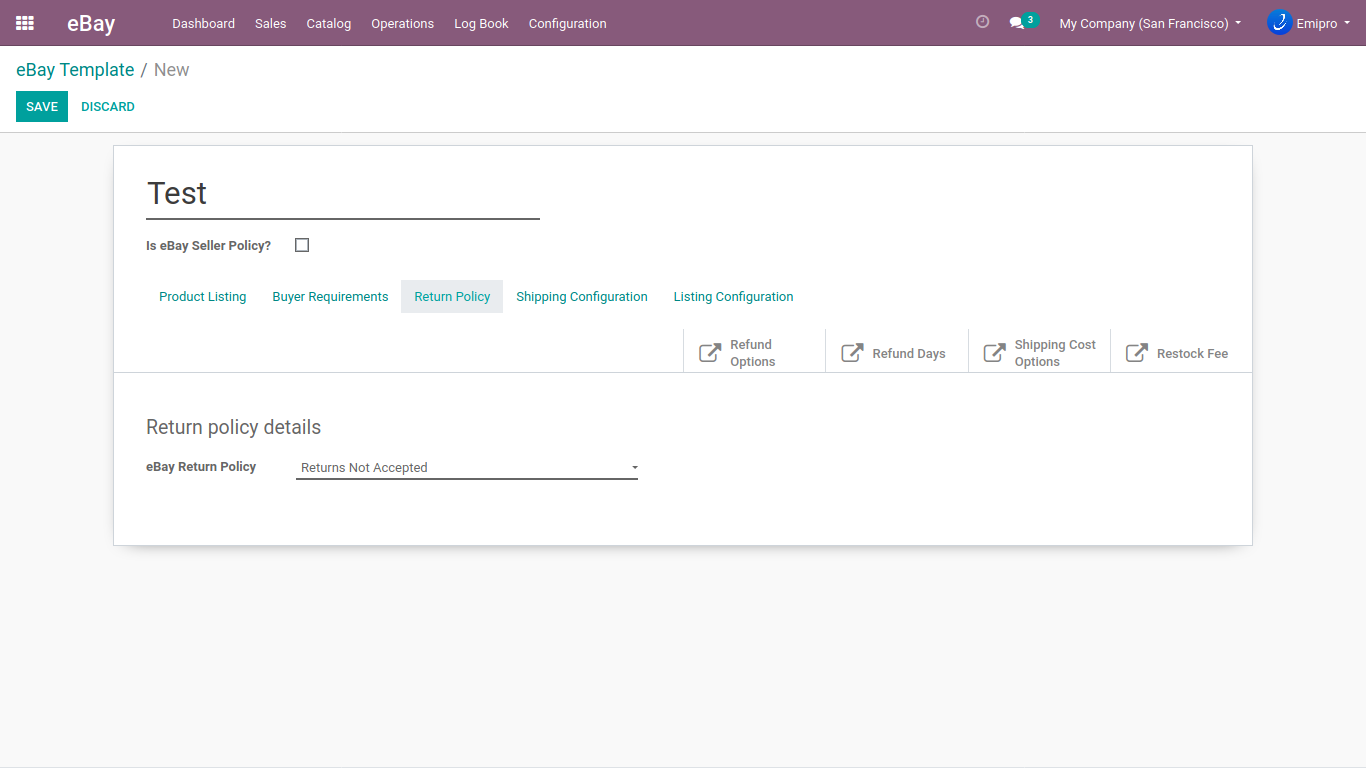 eBay Dashboard Sales Catalog Operations Log Book Configuration 3 My Company (San Francisco) Emipro
eBay Template / New
SAVE DISCARD
Test
Is eBay Seller Policy?
Product Listing Buyer Requirements Return Policy Shipping Configuration Listing Configuration
Refund
Options
Refund Days
Shipping Cost
Options
Restock Fee
Return policy details
eBay Return Policy Returns Not Accepted